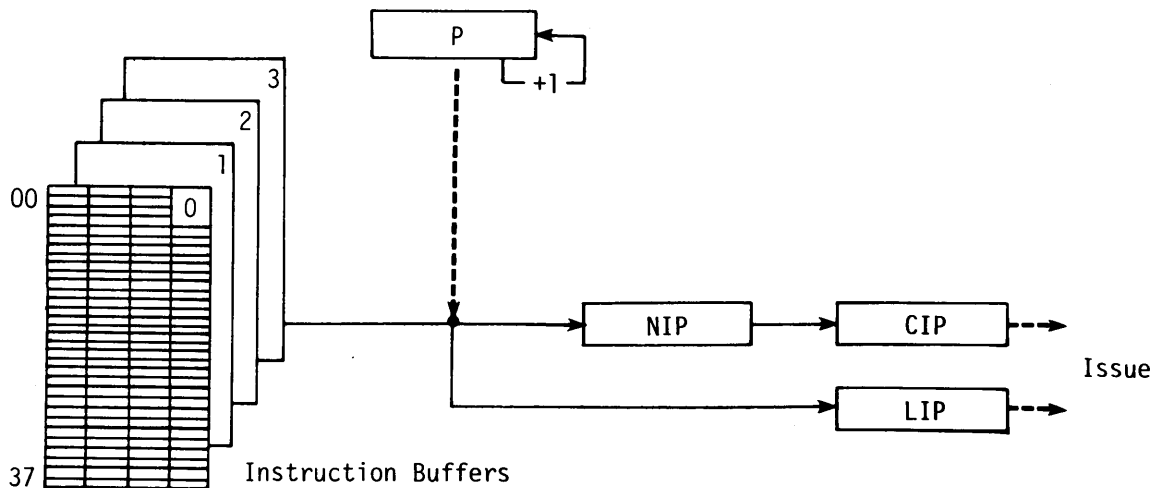 P
+1
3
2
1
00
0
NIP
CIP
Issue
LIP
37
Instruction Buffers